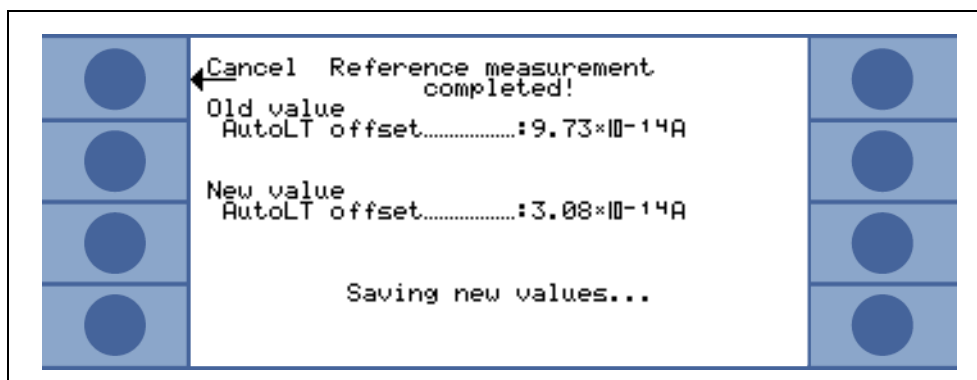 Cancel Reference measurement
completed!
Old value
AutoLT offset................:9.73×10-14A
New value
AutoLT offset................:3.08×10-14A
Saving new values...